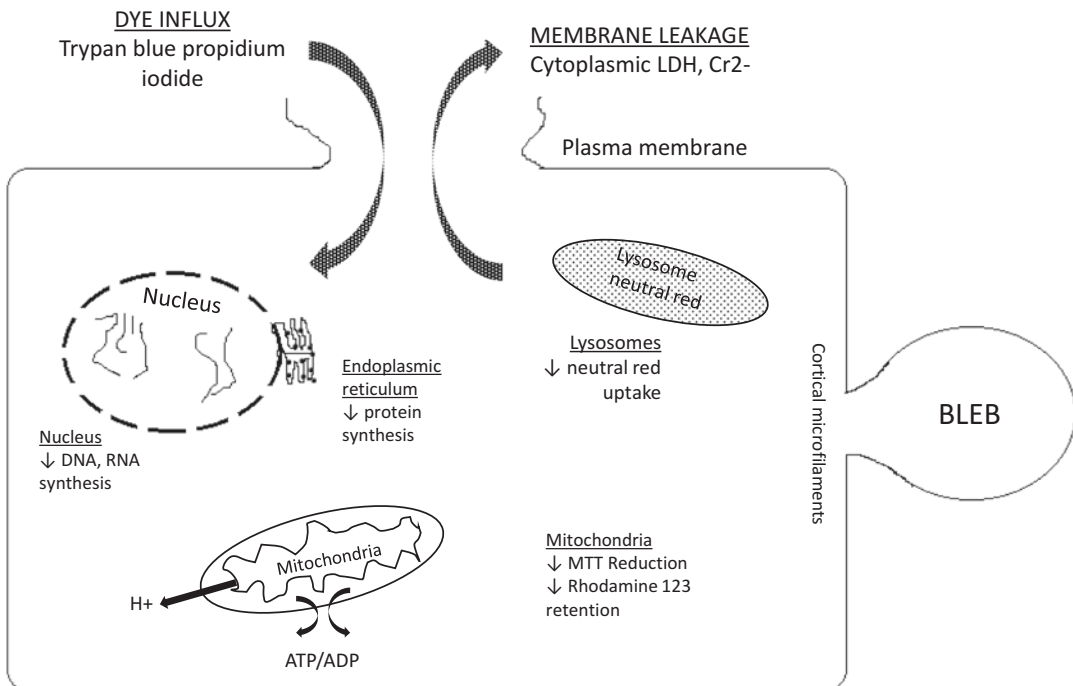 DYE INFLUX
Trypan blue propidium
iodide
MEMBRANE LEAKAGE
Cytoplasmic LDH, Cr2-
Plasma membrane
Lysosome
neutral red
Nucleus
Lysosomes
↓ neutral red
uptake
Endoplasmic
reticulum
↓ protein
synthesis
Cortical microfilaments
BLEB
Nucleus
↓ DNA, RNA
synthesis
Mitochondria
Mitochondria
↓ MTT Reduction
↓ Rhodamine 123
retention
H+
ATP/ADP